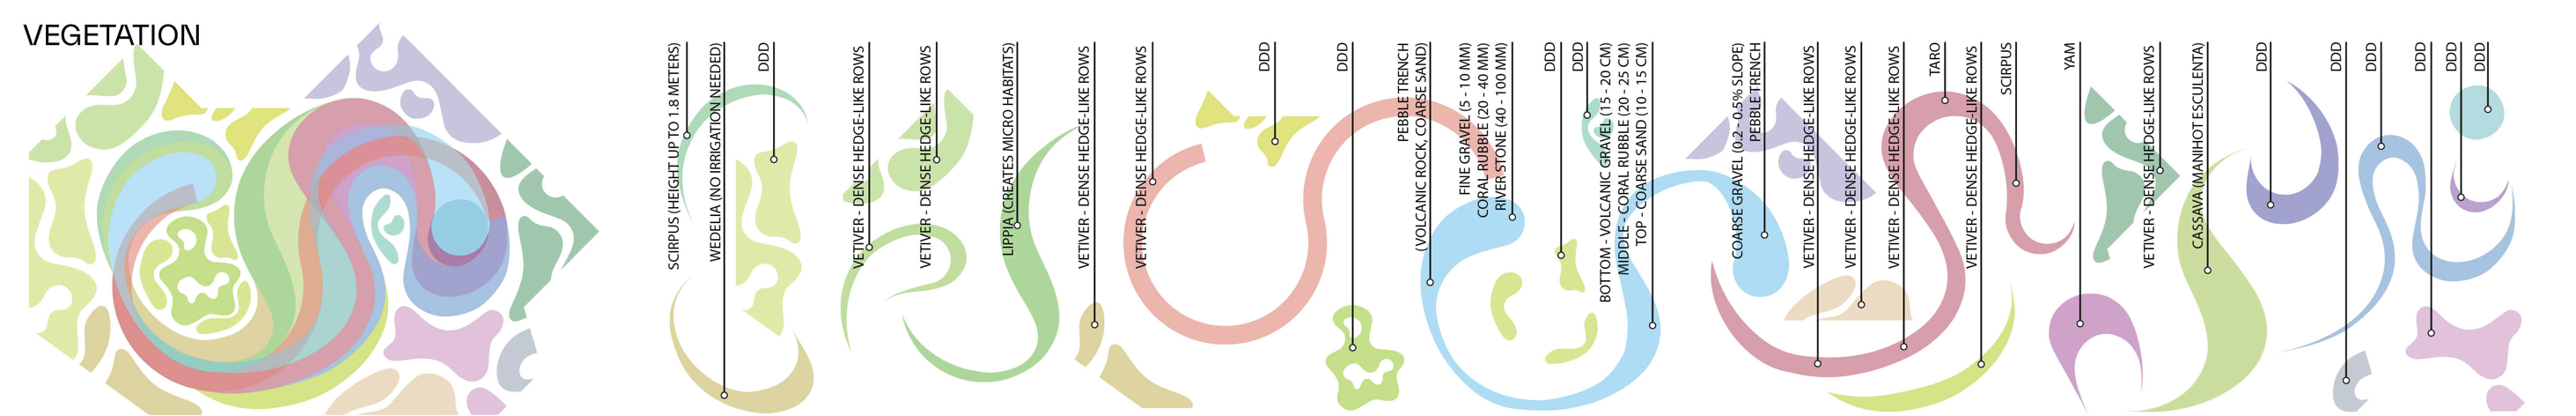 VEGETATION
SCIRPUS (HEIGHT UP TO 1.8 METERS)
WEDELIA (NO IRRIGATION NEEDED)
DDD
VETIVER - DENSE HEDGE-LIKE ROWS
VETIVER - DENSE HEDGE-LIKE ROWS
LIPPIA (CREATES MICRO HABITATS)
VETIVER - DENSE HEDGE-LIKE ROWS
VETIVER - DENSE HEDGE-LIKE ROWS
DDD
DDD
PEBBLE TRENCH
(VOLCANIC ROCK, COARSE SAND)
FINE GRAVEL (5 - 10 MM)
CORAL RUBBLE (20 - 40 MM)
RIVER STONE (40 - 100 MM)
DDD
DDD
BOTTOM - VOLCANIC GRAVEL (15 - 20 CM)
MIDDLE - CORAL RUBBLE (20 - 25 CM)
TOP - COARSE SAND (10 - 15 CM)
COARSE GRAVEL (0.2 - 0.5% SLOPE)
PEBBLE TRENCH
VETIVER - DENSE HEDGE-LIKE ROWS
VETIVER - DENSE HEDGE-LIKE ROWS
VETIVER - DENSE HEDGE-LIKE ROWS
TARO
VETIVER - DENSE HEDGE-LIKE ROWS
SCIRPUS
YAM
VETIVER - DENSE HEDGE-LIKE ROWS
CASSAVA (MANIHOT ESCULENTA)
DDD
DDD
DDD
DDD
DDD
DDD